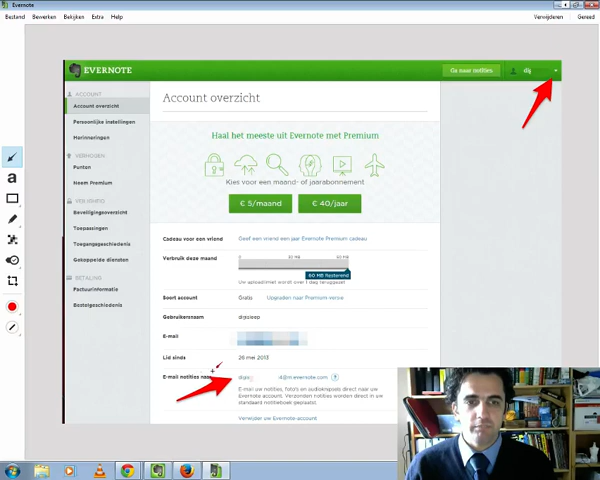 Evernote
Bestand Bewerken Bekijken Extra Help Verwijderen Gereed
EVERNOTE Ga naar notities dij
ACCOUNT
Account overzicht
Account overzicht
Persoonlijke instellingen
Herinneringen
Haal het meeste uit Evernote met Premium
VERHOGEN
Punten
Neem Premium
Kies voor een maand- of jaarabonnement
€ 5/maand € 40/jaar
Beveiligingsoverzicht
Toepassingen
Toegangsgeschiedenis
Gekoppelde diensten
BETALING
Factuurinformatie
Bestelgeschiedenis
Cadeau voor een vriend Geef een vriend een jaar Evernote Premium cadeau
Verbruik deze maand
0 30 MB 60 MB
60 MB Resterend
Uw uploadlimiet wordt over 1 dag teruggezet
Soort account Gratis Upgraden naar Premium-versie
Gebruikersnaam
E-mail
Lid sinds 26 mei 2013
E-mail notities naar @m.evernote.com ?
E-mail uw notities, foto's en audioknipsels direct naar uw
Evernote account. Verzonden notities worden direct in uw
standaard notitieboek geplaatst.
Verwijder uw Evernote-account